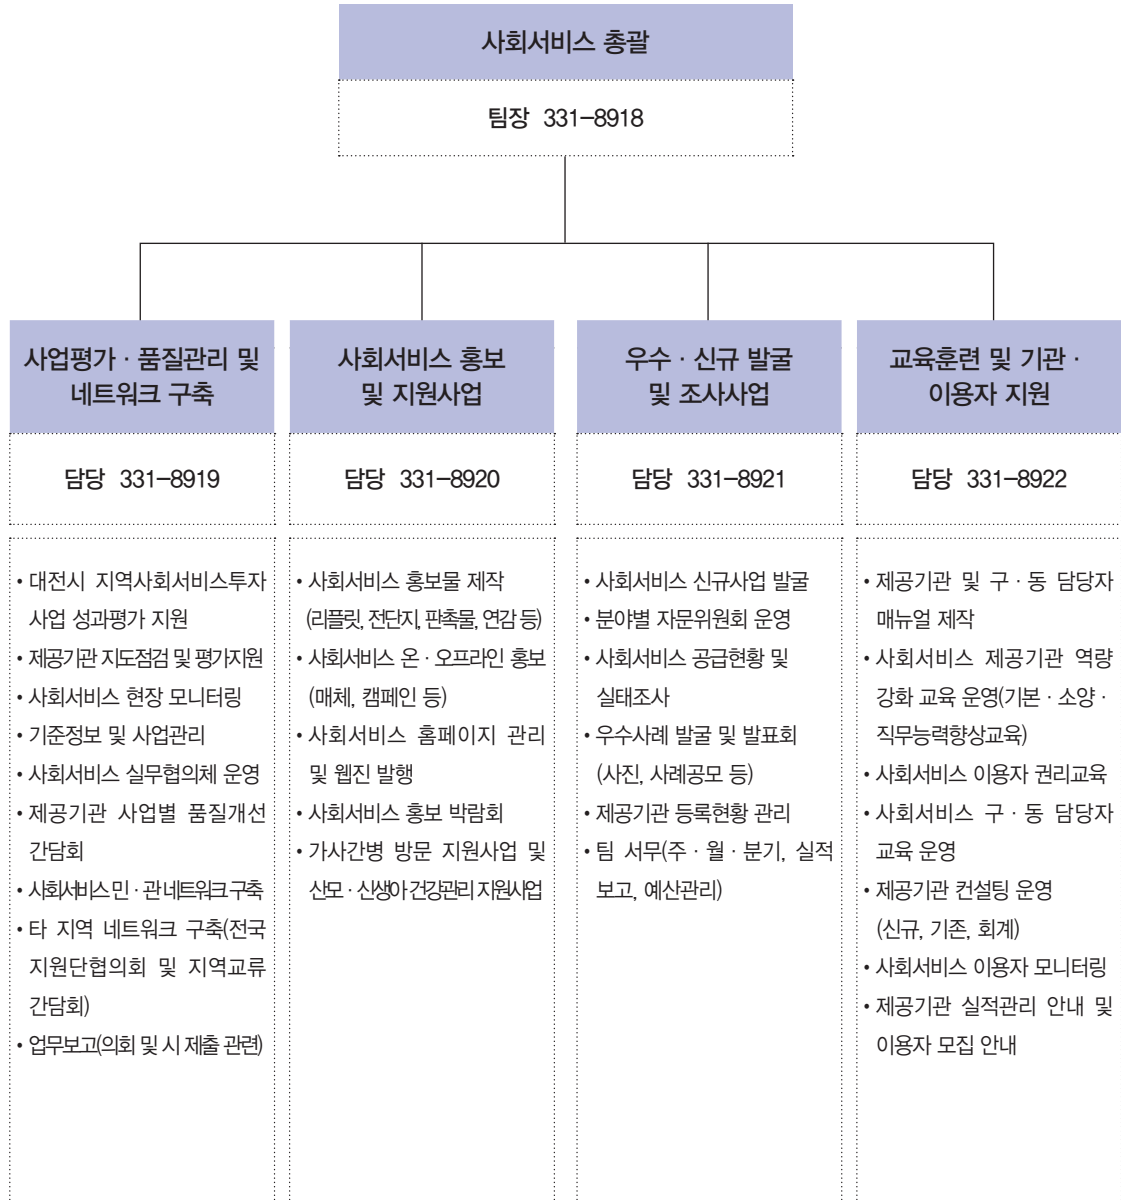 사회서비스 총괄
팀장 331-8918
사업평가 · 품질관리 및
네트워크 구축
담당 331-8919
• 대전시 지역사회서비스투자
사업 성과평가 지원
• 제공기관 지도점검 및 평가지원
• 사회서비스 현장 모니터링
• 기준정보 및 사업관리
• 사회서비스 실무협의체 운영
• 제공기관 사업별 품질개선
간담회
• 사회서비스 민 · 관 네트워크 구축
• 타 지역 네트워크 구축(전국
지원단협의회 및 지역교류
간담회)
• 업무보고(의회 및 시 제출 관련)
사회서비스 홍보
및 지원사업
담당 331-8920
• 사회서비스 홍보물 제작
(리플릿, 전단지, 판촉물, 연감 등)
• 사회서비스 온 · 오프라인 홍보
(매체, 캠페인 등)
• 사회서비스 홈페이지 관리
및 웹진 발행
• 사회서비스 홍보 박람회
• 가사간병 방문 지원사업 및
산모 · 신생아 건강관리 지원사업
우수 · 신규 발굴
및 조사사업
담당 331-8921
• 사회서비스 신규사업 발굴
• 분야별 자문위원회 운영
• 사회서비스 공급현황 및
실태조사
• 우수사례 발굴 및 발표회
(사진, 사례공모 등)
• 제공기관 등록현황 관리
• 팀 서무(주 · 월 · 분기, 실적
보고, 예산관리)
교육훈련 및 기관 ·
이용자 지원
담당 331-8922
• 제공기관 및 구 · 동 담당자
매뉴얼 제작
• 사회서비스 제공기관 역량
강화 교육 운영(기본 · 소양 ·
직무능력향상교육)
• 사회서비스 이용자 권리교육
• 사회서비스 구 · 동 담당자
교육 운영
• 제공기관 컨설팅 운영
(신규, 기존, 회계)
• 사회서비스 이용자 모니터링
• 제공기관 실적관리 안내 및
이용자 모집 안내